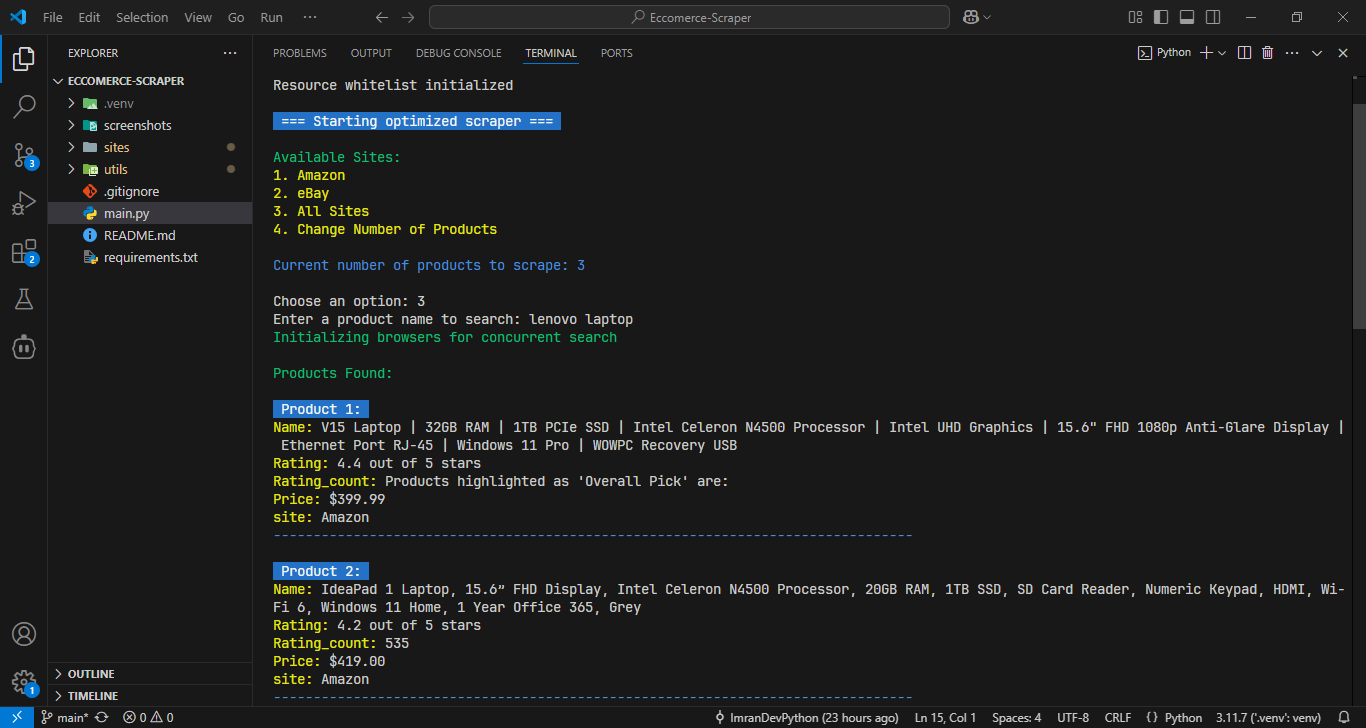 File Edit Selection View Go Run ··· Eccomerce-Scraper
EXPLORER ···
ECCOMERCE-SCRAPER
.venv
screenshots
sites
utils
.gitignore
main.py
README.md
requirements.txt
OUTLINE
TIMELINE
3
2
1
PROBLEMS OUTPUT DEBUG CONSOLE TERMINAL PORTS Python
Resource whitelist initialized
=== Starting optimized scraper ===
Available Sites:
1. Amazon
2. eBay
3. All Sites
4. Change Number of Products
Current number of products to scrape: 3
Choose an option: 3
Enter a product name to search: lenovo laptop
Initializing browsers for concurrent search
Products Found:
Product 1:
Name: V15 Laptop | 32GB RAM | 1TB PCIe SSD | Intel Celeron N4500 Processor | Intel UHD Graphics | 15.6" FHD 1080p Anti-Glare Display |
Ethernet Port RJ-45 | Windows 11 Pro | WOWPC Recovery USB
Rating: 4.4 out of 5 stars
Rating_count: Products highlighted as 'Overall Pick' are:
Price: $399.99
site: Amazon
--------------------------------------------------------------------------------
Product 2:
Name: IdeaPad 1 Laptop, 15.6” FHD Display, Intel Celeron N4500 Processor, 20GB RAM, 1TB SSD, SD Card Reader, Numeric Keypad, HDMI, Wi-
Fi 6, Windows 11 Home, 1 Year Office 365, Grey
Rating: 4.2 out of 5 stars
Rating_count: 535
Price: $419.00
site: Amazon
--------------------------------------------------------------------------------
main* 0 0 ImranDevPython (23 hours ago) Ln 15, Col 1 Spaces: 4 UTF-8 CRLF {} Python 3.11.7 ('.venv': venv)